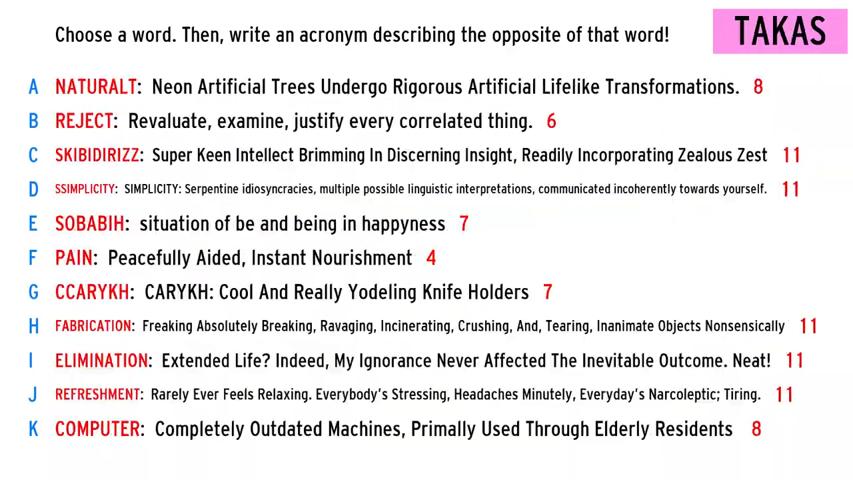 Choose a word. Then, write an acronym describing the opposite of that word!
TAKAS
A NATURALT: Neon Artificial Trees Undergo Rigorous Artificial Lifelike Transformations. 8
B REJECT: Revaluate, examine, justify every correlated thing. 6
C SKIBIDIRIZZ: Super Keen Intellect Brimming In Discerning Insight, Readily Incorporating Zealous Zest 11
D SSIMPLICITY: SIMPLICITY: Serpentine idiosyncracies, multiple possible linguistic interpretations, communicated incoherently towards yourself. 11
E SOBABIH: situation of be and being in happyness 7
F PAIN: Peacefully Aided, Instant Nourishment 4
G CCARYKH: CARYKH: Cool And Really Yodeling Knife Holders 7
H FABRICATION: Freaking Absolutely Breaking, Ravaging, Incinerating, Crushing, And, Tearing, Inanimate Objects Nonsensically 11
I ELIMINATION: Extended Life? Indeed, My Ignorance Never Affected The Inevitable Outcome. Neat! 11
J REFRESHMENT: Rarely Ever Feels Relaxing. Everybody's Stressing, Headaches Minutely, Everyday's Narcoleptic; Tiring. 11
K COMPUTER: Completely Outdated Machines, Primally Used Through Elderly Residents 8